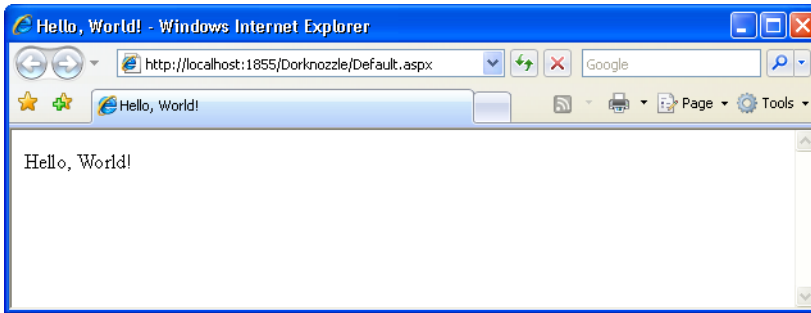 Hello, World! - Windows Internet Explorer
http://localhost:1855/Dorknozzle/Default.aspx Google
Hello, World! Page Tools
Hello, World!